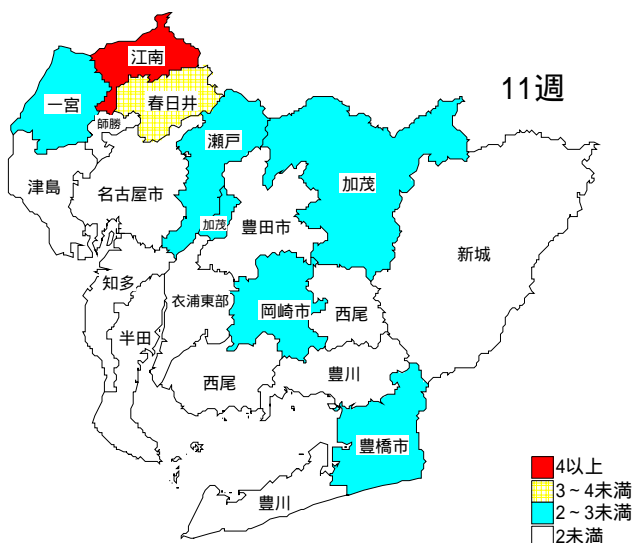 江南
11週
一宮
春日井
師勝
瀬戸
津島
名古屋市
加茂
加茂
豊田市
新城
知多
衣浦東部
岡崎市
西尾
半田
西尾
豊川
豊橋市
豊川
4以上
3～4未満
2～3未満
2未満